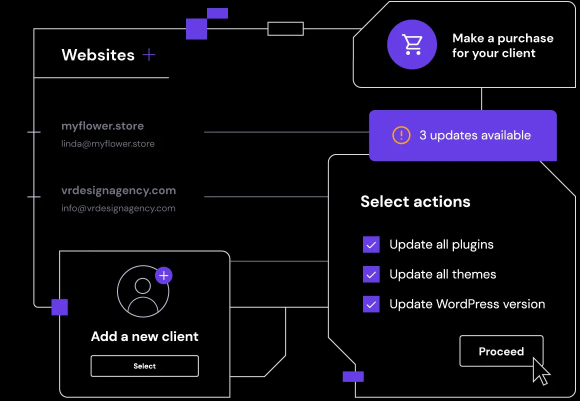 Websites +
Make a purchase
for your client
myflower.store
linda@myflower.store
3 updates available
vrdesignagency.com
info@vrdesignagency.com
Select actions
Update all plugins
Update all themes
Update WordPress version
Add a new client
Select
Proceed